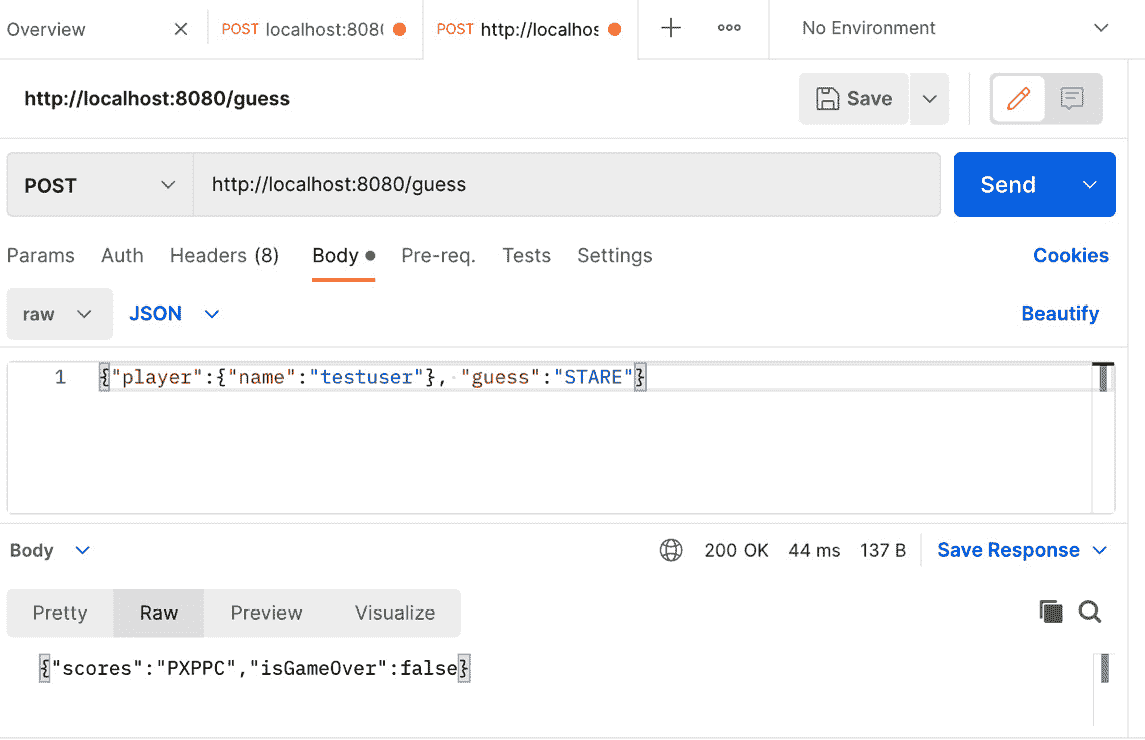 Overview POST localhost:808( POST http://localhos No Environment
http://localhost:8080/guess Save
POST http://localhost:8080/guess Send
Params Auth Headers (8) Body Pre-req. Tests Settings Cookies
raw JSON Beautify
1 {"player":{"name":"testuser"}, "guess":"STARE"}
Body 200 OK 44 ms 137 B Save Response
Pretty Raw Preview Visualize
{"scores":"PXPPC","isGameOver":false}